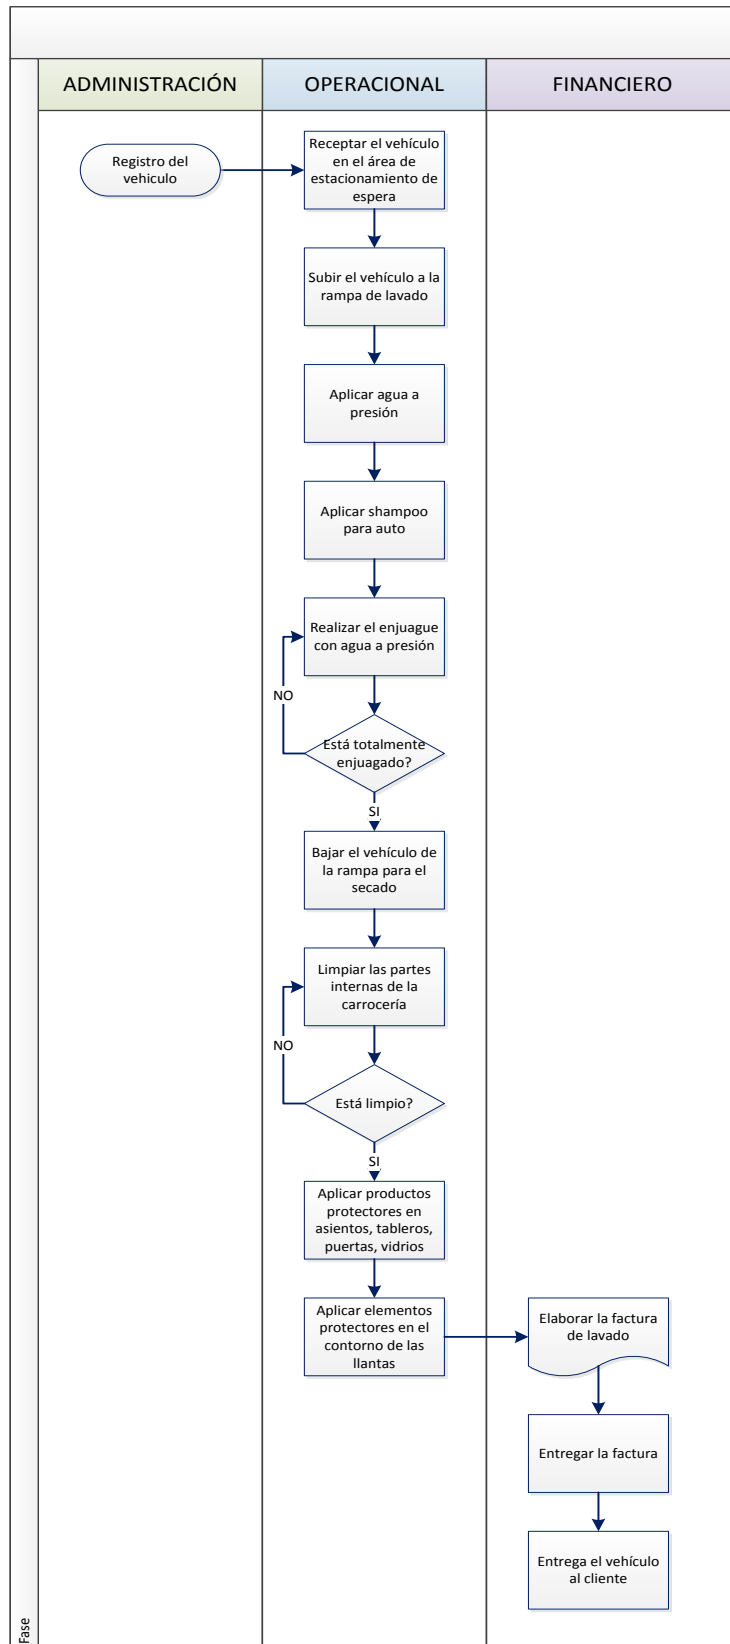 ADMINISTRACIÓN
OPERACIONAL
FINANCIERO
Registro del
vehiculo
Receptar el vehículo
en el área de
estacionamiento de
espera
Subir el vehículo a la
rampa de lavado
Aplicar agua a
presión
Aplicar shampoo
para auto
Realizar el enjuague
con agua a presión
NO
Está totalmente
enjuagado?
SI
Bajar el vehículo de
la rampa para el
secado
Limpiar las partes
internas de la
carrocería
NO
Está limpio?
SI
Aplicar productos
protectores en
asientos, tableros,
puertas, vidrios
Aplicar elementos
protectores en el
contorno de las
llantas
Elaborar la factura
de lavado
Entregar la factura
Entrega el vehículo
al cliente
Fase